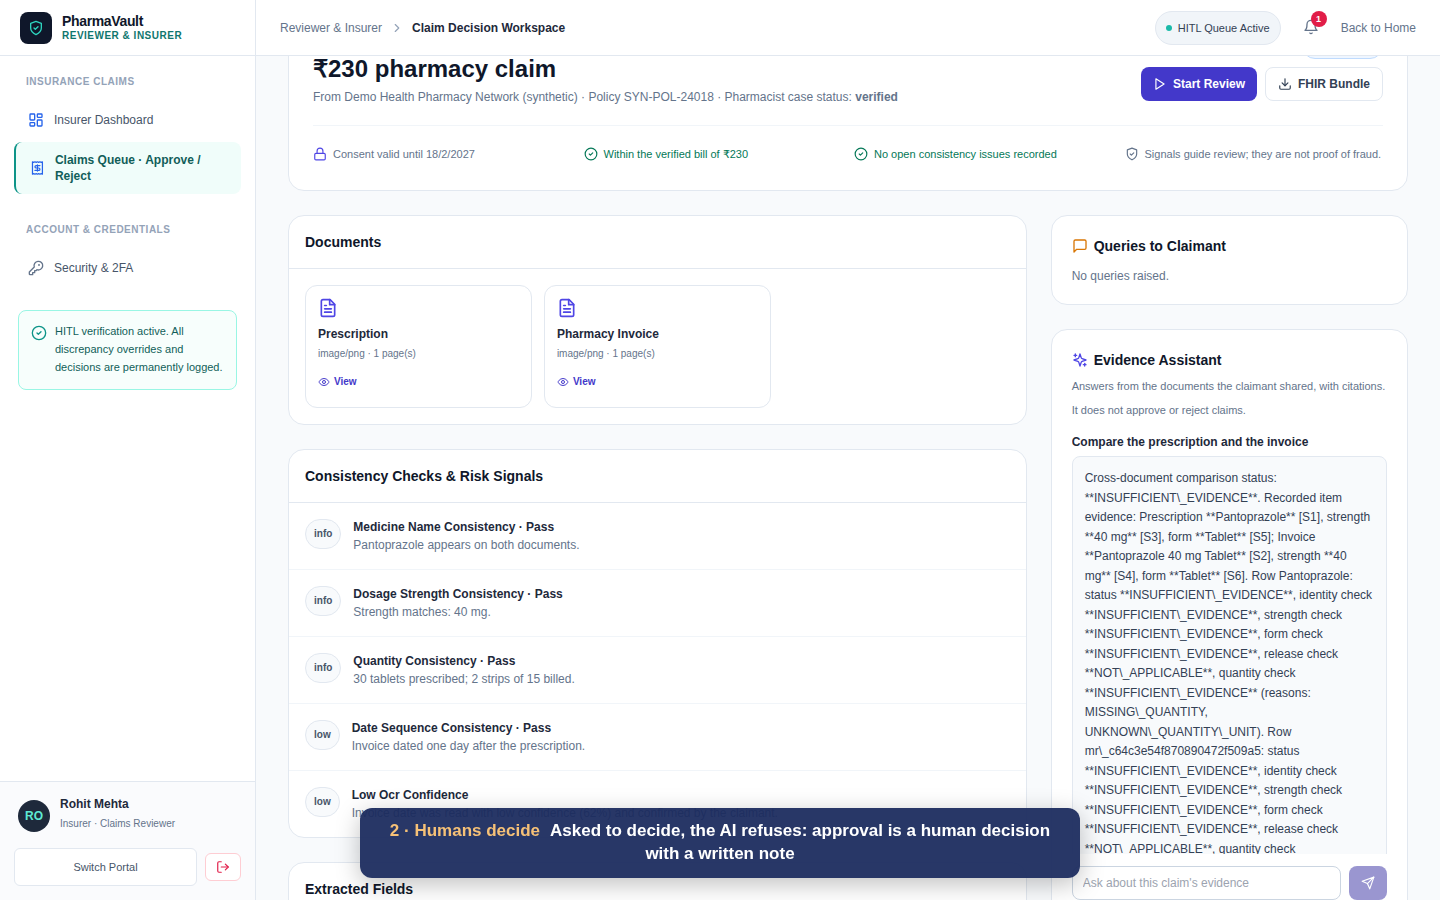 PharmaVault
REVIEWER & INSURER
Reviewer & Insurer
Claim Decision Workspace
HITL Queue Active
1
Back to Home
INSURANCE CLAIMS
Insurer Dashboard
Claims Queue · Approve /
Reject
ACCOUNT & CREDENTIALS
Security & 2FA
HITL verification active. All
discrepancy overrides and
decisions are permanently logged.
RO
Rohit Mehta
Insurer · Claims Reviewer
Switch Portal
₹230 pharmacy claim
From Demo Health Pharmacy Network (synthetic) · Policy SYN-POL-24018 · Pharmacist case status: verified
Start Review
FHIR Bundle
Consent valid until 18/2/2027
Within the verified bill of ₹230
No open consistency issues recorded
Signals guide review; they are not proof of fraud.
Documents
Prescription
image/png · 1 page(s)
View
Pharmacy Invoice
image/png · 1 page(s)
View
Consistency Checks & Risk Signals
info
Medicine Name Consistency · Pass
Pantoprazole appears on both documents.
info
Dosage Strength Consistency · Pass
Strength matches: 40 mg.
info
Quantity Consistency · Pass
30 tablets prescribed; 2 strips of 15 billed.
low
Date Sequence Consistency · Pass
Invoice dated one day after the prescription.
low
Low Ocr Confidence
Extracted Fields
Queries to Claimant
No queries raised.
Evidence Assistant
Answers from the documents the claimant shared, with citations.
It does not approve or reject claims.
Compare the prescription and the invoice
Cross-document comparison status:
**INSUFFICIENT\_EVIDENCE**. Recorded item
evidence: Prescription **Pantoprazole** [S1], strength
**40 mg** [S3], form **Tablet** [S5]; Invoice
**Pantoprazole 40 mg Tablet** [S2], strength **40
mg** [S4], form **Tablet** [S6]. Row Pantoprazole:
status **INSUFFICIENT\_EVIDENCE**, identity check
**INSUFFICIENT\_EVIDENCE**, strength check
**INSUFFICIENT\_EVIDENCE**, form check
**INSUFFICIENT\_EVIDENCE**, release check
**NOT\_APPLICABLE**, quantity check
**INSUFFICIENT\_EVIDENCE** (reasons:
MISSING\_QUANTITY,
UNKNOWN\_QUANTITY\_UNIT). Row
mr\_c64c3e54f870890472f509a5: status
**INSUFFICIENT\_EVIDENCE**, identity check
**INSUFFICIENT\_EVIDENCE**, strength check
**INSUFFICIENT\_EVIDENCE**, form check
**INSUFFICIENT\_EVIDENCE**, release check
**NOT\_APPLICABLE**, quantity check
Ask about this claim's evidence
2 · Humans decide Asked to decide, the AI refuses: approval is a human decision
with a written note